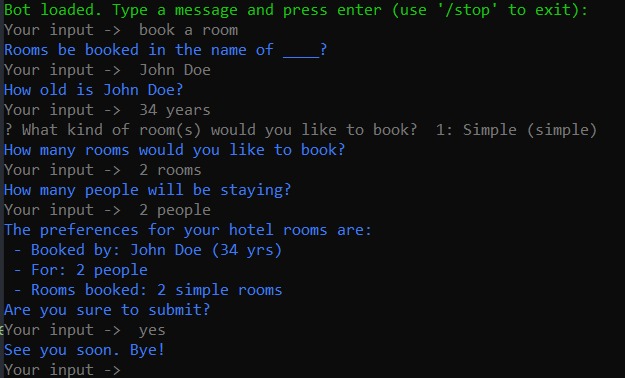 Bot loaded. Type a message and press enter (use '/stop' to exit):
Your input -> book a room
Rooms be booked in the name of ____?
Your input -> John Doe
How old is John Doe?
Your input -> 34 years
? What kind of room(s) would you like to book? 1: Simple (simple)
How many rooms would you like to book?
Your input -> 2 rooms
How many people will be staying?
Your input -> 2 people
The preferences for your hotel rooms are:
- Booked by: John Doe (34 yrs)
- For: 2 people
- Rooms booked: 2 simple rooms
Are you sure to submit?
Your input -> yes
See you soon. Bye!
Your input ->